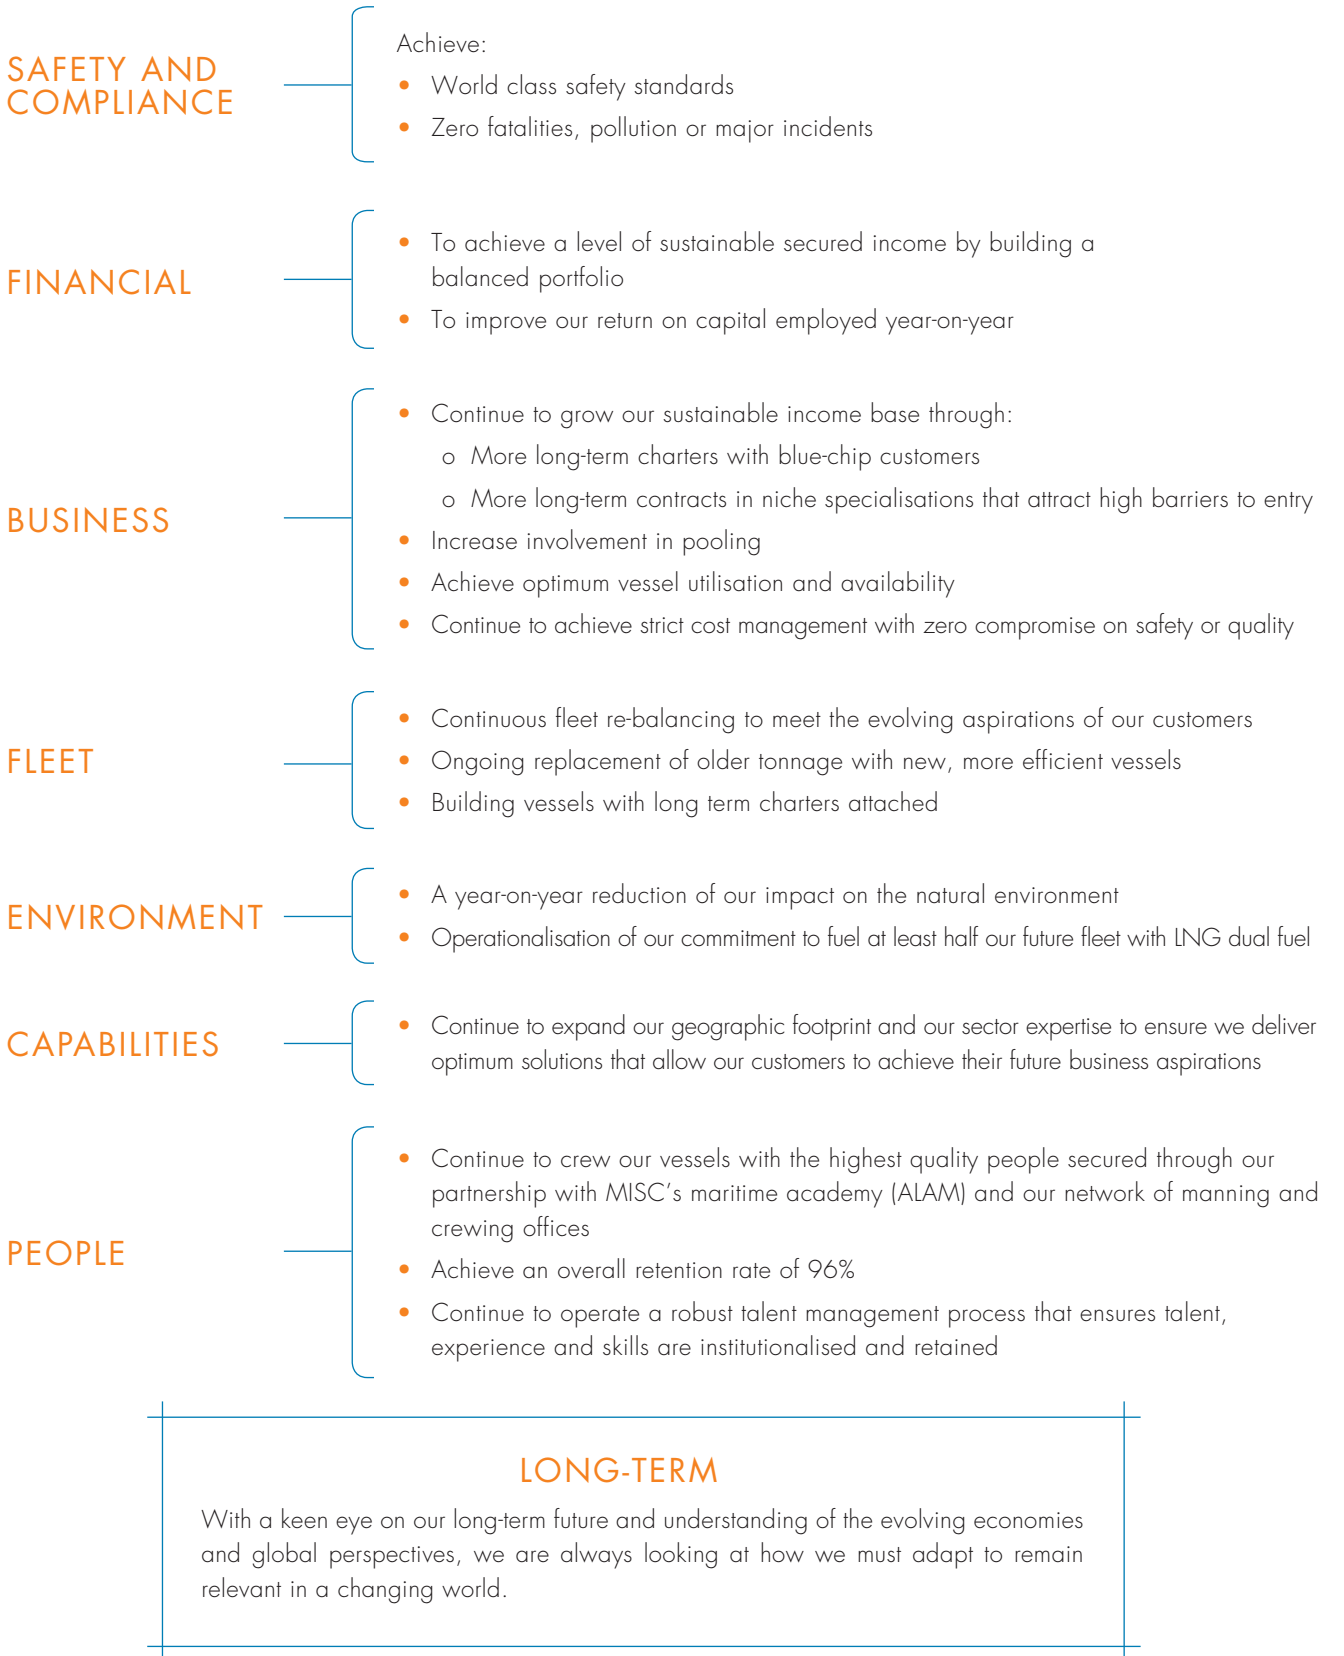 SAFETY AND
COMPLIANCE
Achieve:
• World class safety standards
• Zero fatalities, pollution or major incidents
FINANCIAL
• To achieve a level of sustainable secured income by building a
balanced portfolio
• To improve our return on capital employed year-on-year
BUSINESS
• Continue to grow our sustainable income base through:
o More long-term charters with blue-chip customers
o More long-term contracts in niche specialisations that attract high barriers to entry
• Increase involvement in pooling
• Achieve optimum vessel utilisation and availability
• Continue to achieve strict cost management with zero compromise on safety or quality
FLEET
• Continuous fleet re-balancing to meet the evolving aspirations of our customers
• Ongoing replacement of older tonnage with new, more efficient vessels
• Building vessels with long term charters attached
ENVIRONMENT
• A year-on-year reduction of our impact on the natural environment
• Operationalisation of our commitment to fuel at least half our future fleet with LNG dual fuel
CAPABILITIES
• Continue to expand our geographic footprint and our sector expertise to ensure we deliver
optimum solutions that allow our customers to achieve their future business aspirations
PEOPLE
• Continue to crew our vessels with the highest quality people secured through our
partnership with MISC's maritime academy (ALAM) and our network of manning and
crewing offices
• Achieve an overall retention rate of 96%
• Continue to operate a robust talent management process that ensures talent,
experience and skills are institutionalised and retained
LONG-TERM
With a keen eye on our long-term future and understanding of the evolving economies
and global perspectives, we are always looking at how we must adapt to remain
relevant in a changing world.